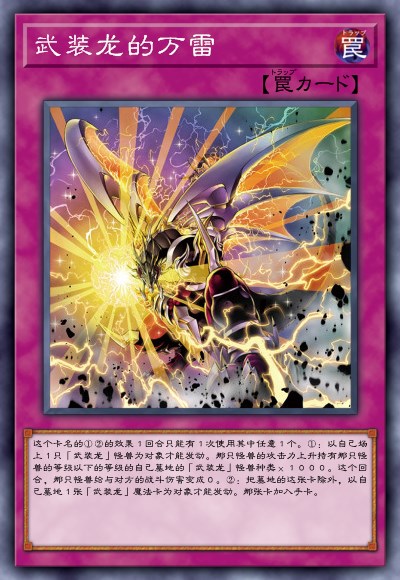 武装龙的万雷
罠
トラップ
【罠カード】
トラップ
这个卡名的①②的效果1回合只能有1次使用其中任意1个。①：以自己场
上1只「武装龙」怪兽为对象才能发动。那只怪兽的攻击力上升持有那只怪
兽的等级以下的等级的自己墓地的「武装龙」怪兽种类×1000。这个回
合，那只怪兽给与对方的战斗伤害变成0。②：把墓地的这张卡除外，以自
己墓地1张「武装龙」魔法卡为对象才能发动。那张卡加入手卡。